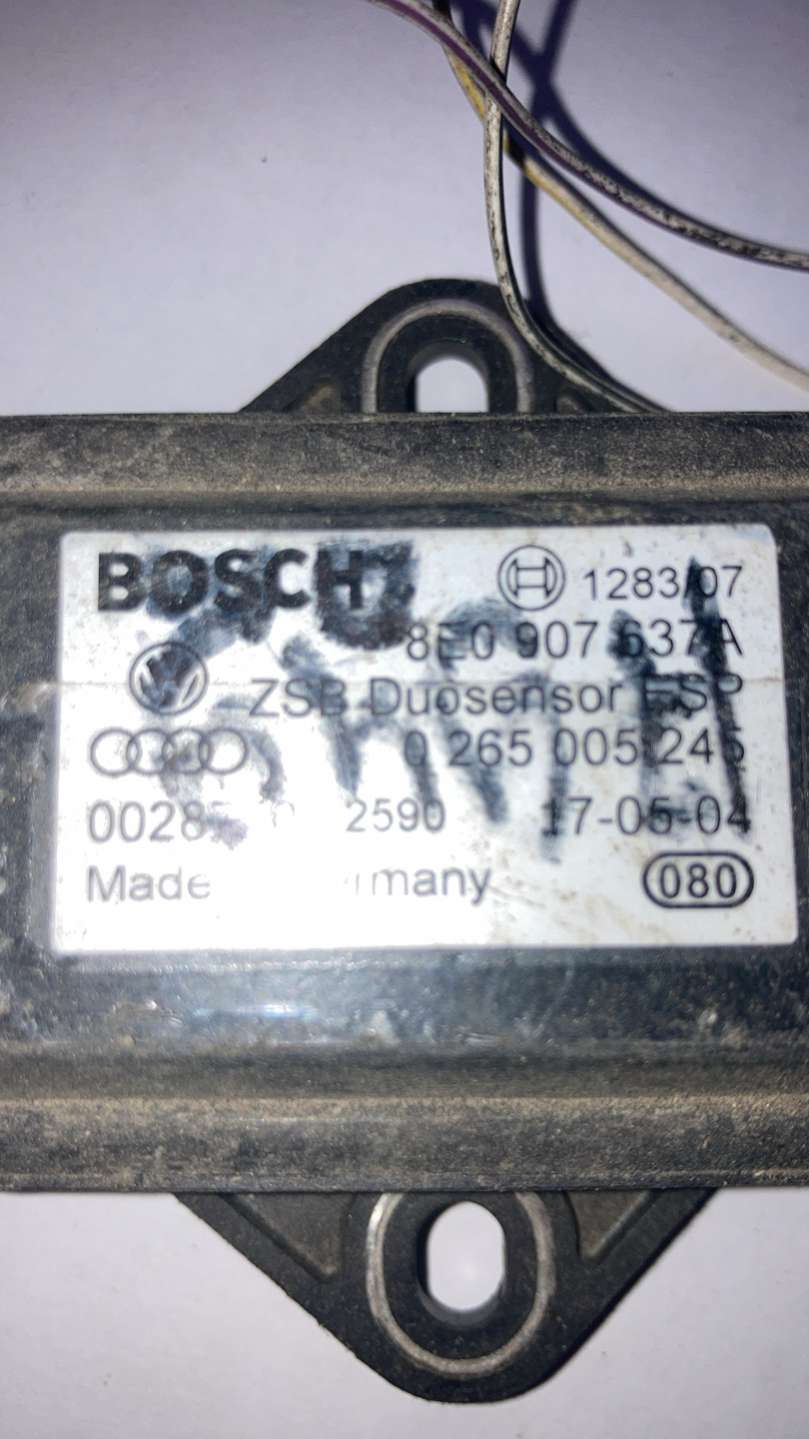 BOSCH 1283/07
8E0 907 637 A
ZSB Duosensor ESP
0 265 005 245
2590 17-05-04
Made
080